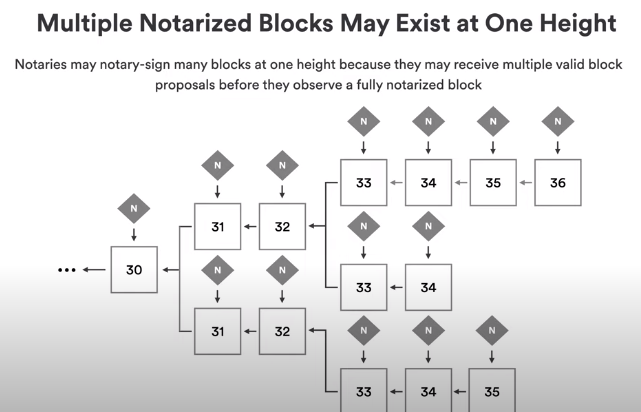 Multiple Notarized Blocks May Exist at One Height
Notaries may notary-sign many blocks at one height because they may receive multiple valid block
proposals before they observe a fully notarized block
N N N N
33 34 35 36
N N
31 32
N
30
N N
33 34
N N
31 32
N N N
33 34 35
...